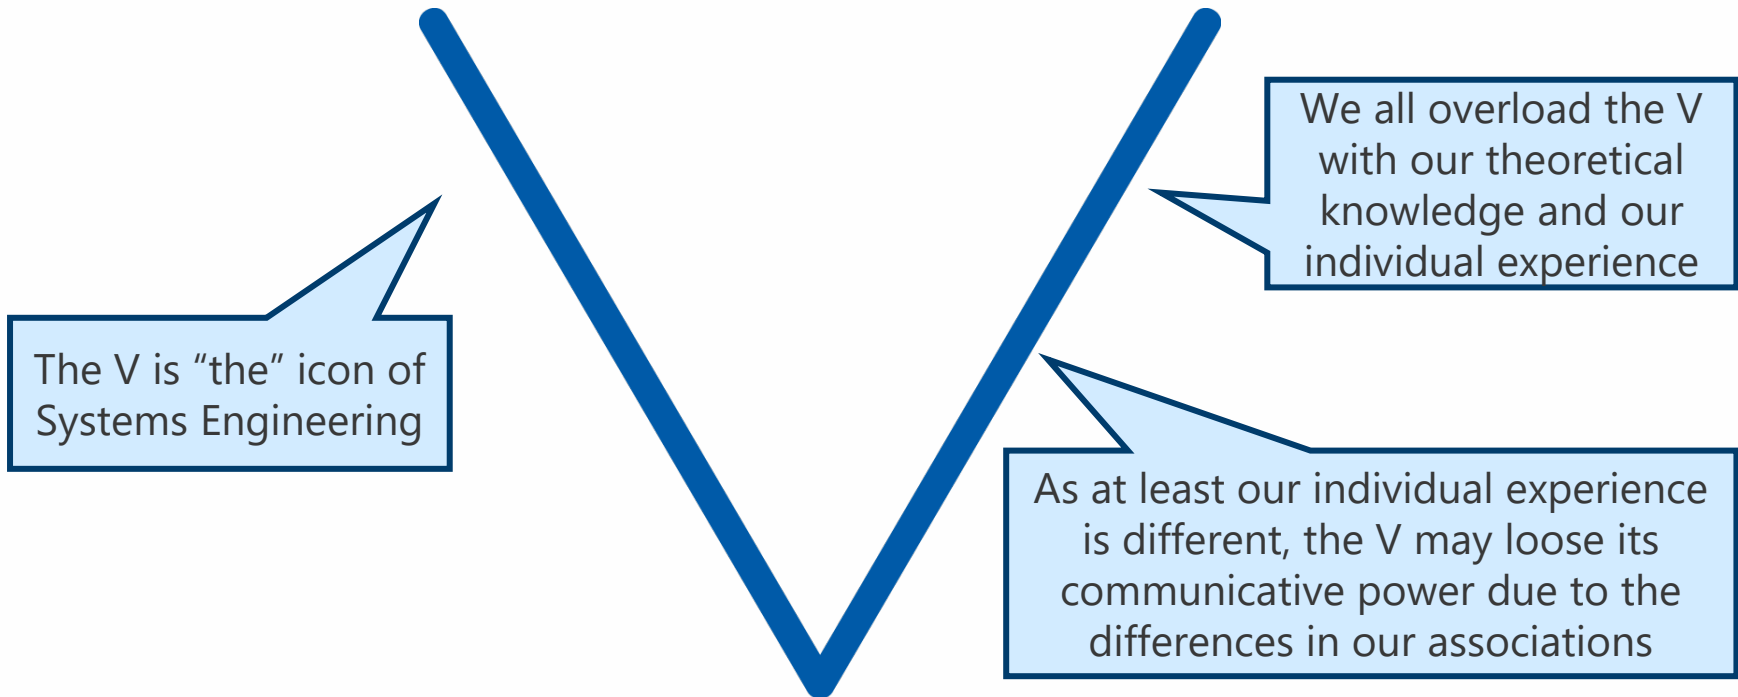 We all overload the V
with our theoretical
knowledge and our
individual experience
The V is “the” icon of
Systems Engineering
As at least our individual experience
is different, the V may loose its
communicative power due to the
differences in our associations